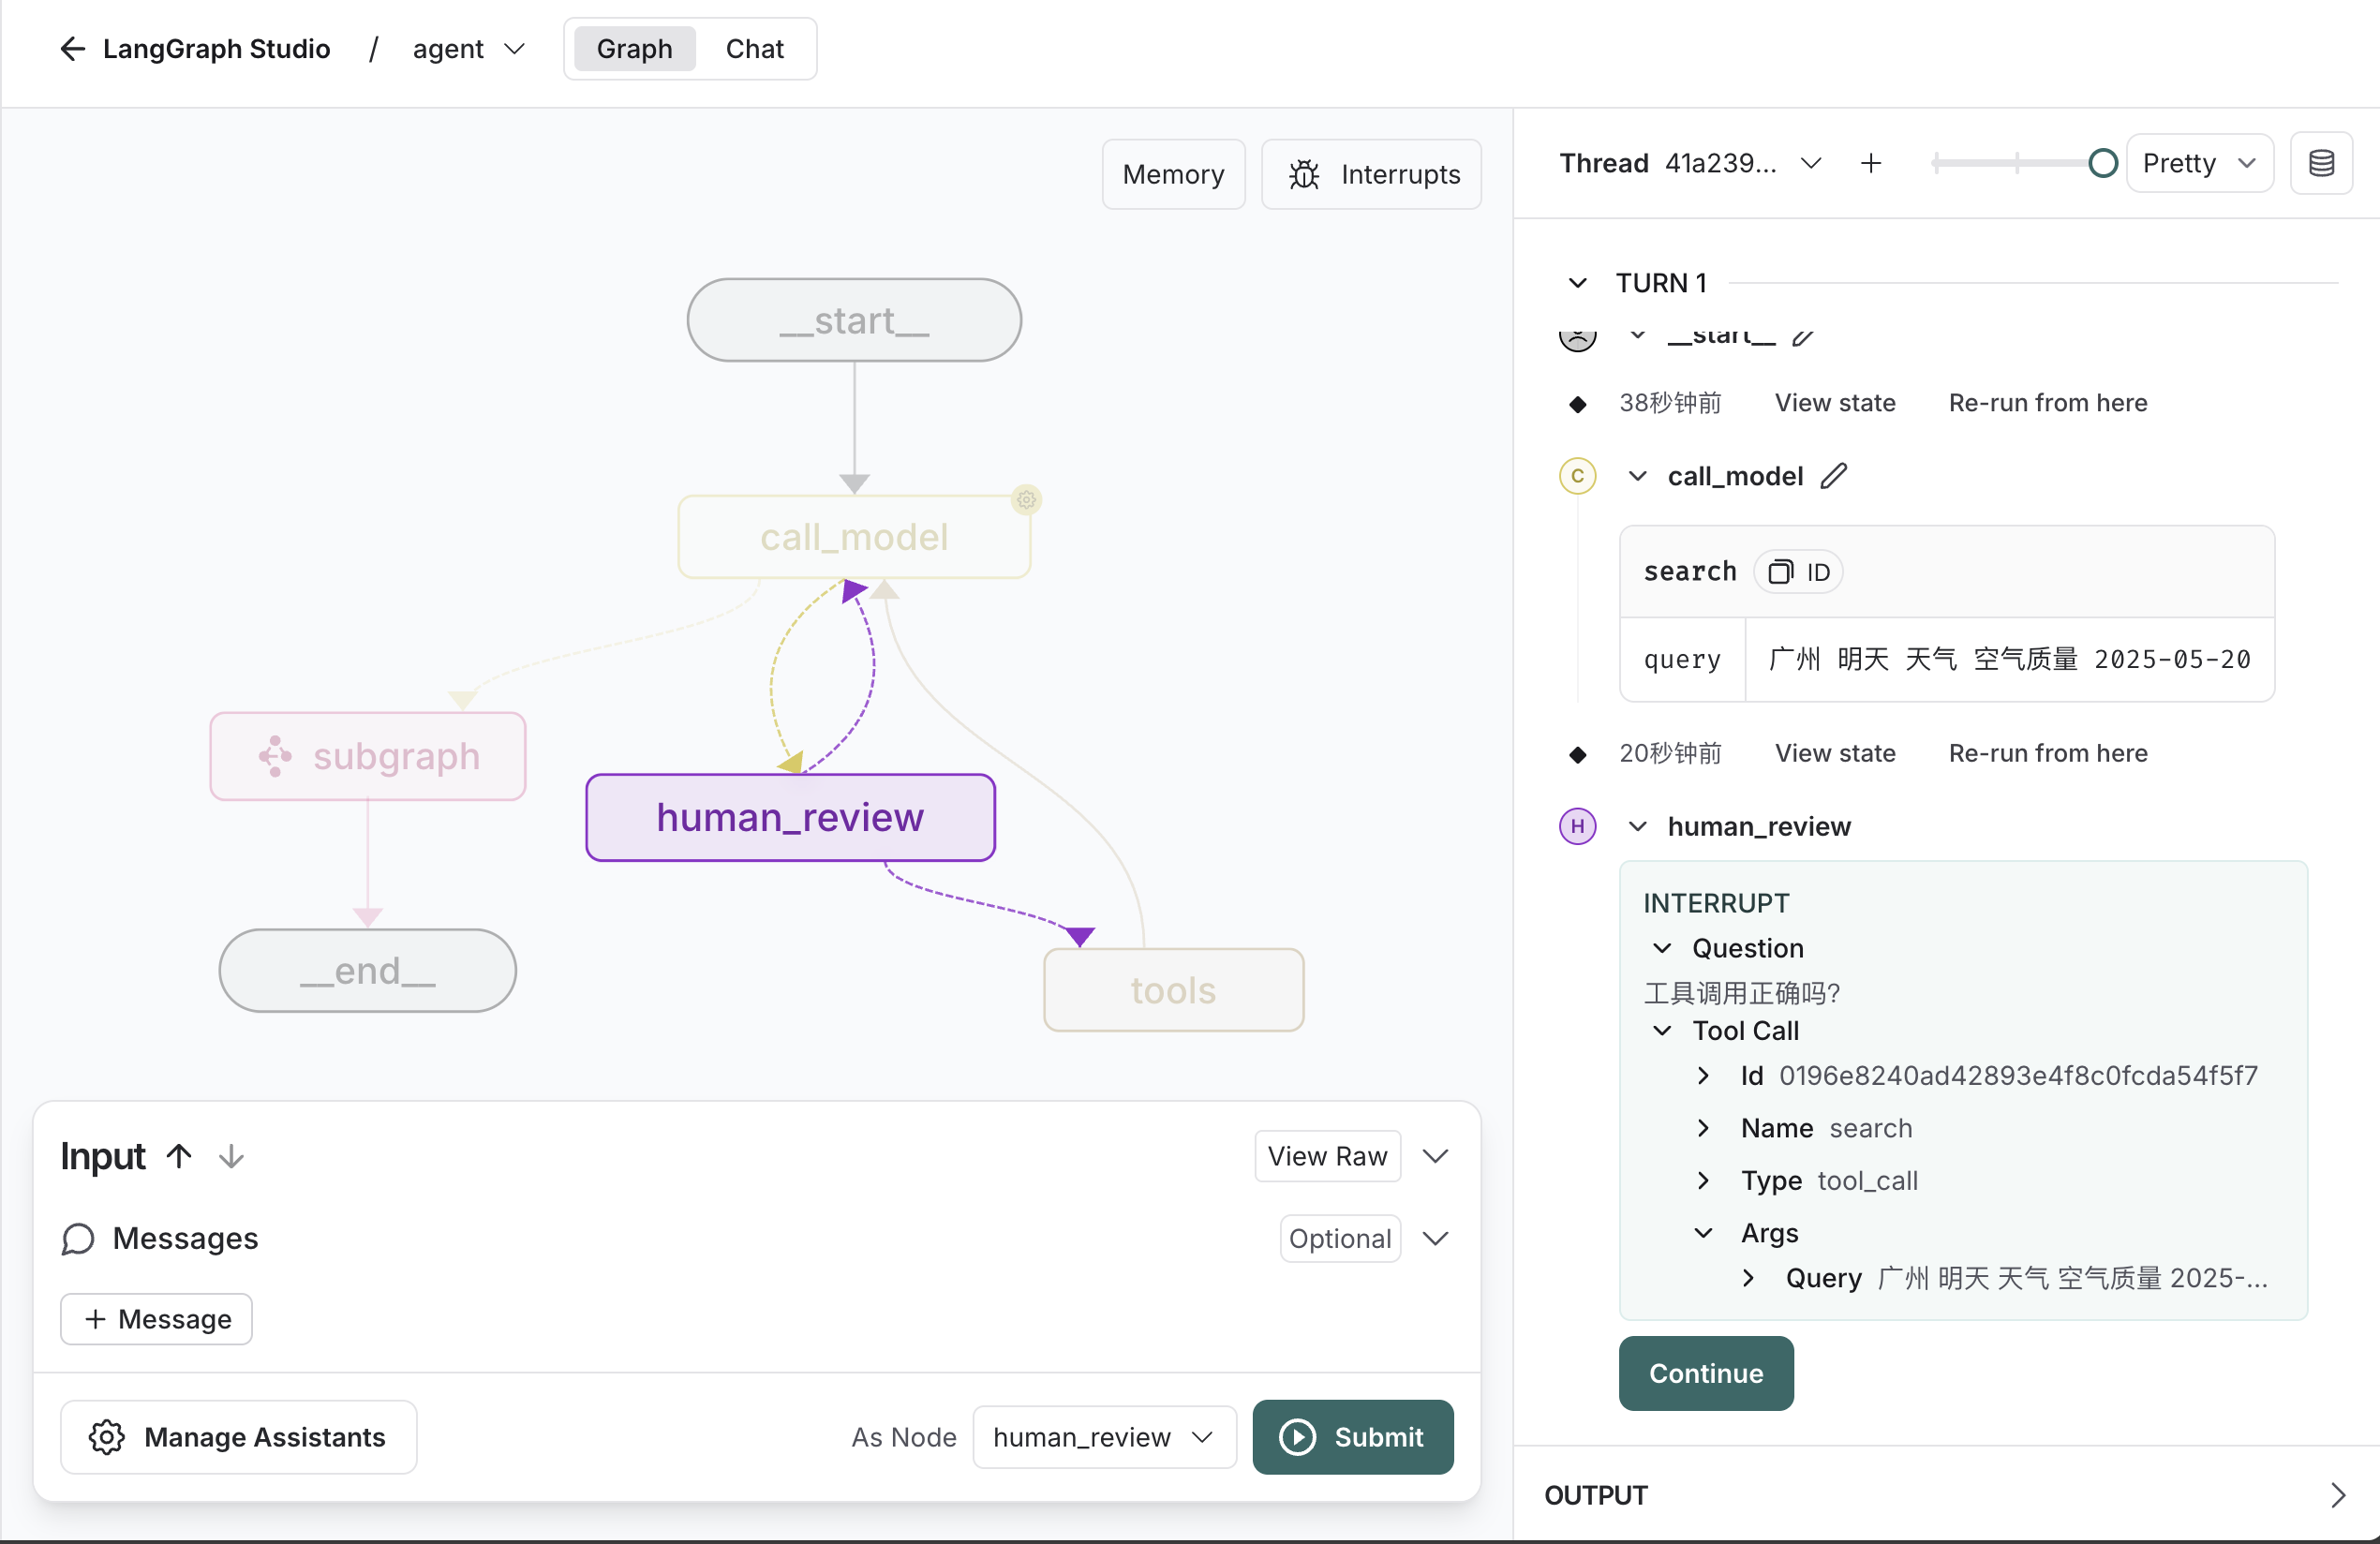 LangGraph Studio / agent Graph Chat
Memory Interrupts
__start__
call_model
subgraph
human_review
__end__
tools
Input View Raw
Messages Optional
+ Message
Manage Assistants As Node human_review Submit
Thread 41a239... + Pretty
TURN 1
__start__
38秒钟前 View state Re-run from here
C call_model
search ID
query 广州 明天 天气 空气质量 2025-05-20
20秒钟前 View state Re-run from here
H human_review
INTERRUPT
Question
工具调用正确吗?
Tool Call
Id 0196e8240ad42893e4f8c0fcda54f5f7
Name search
Type tool_call
Args
Query 广州 明天 天气 空气质量 2025-...
Continue
OUTPUT